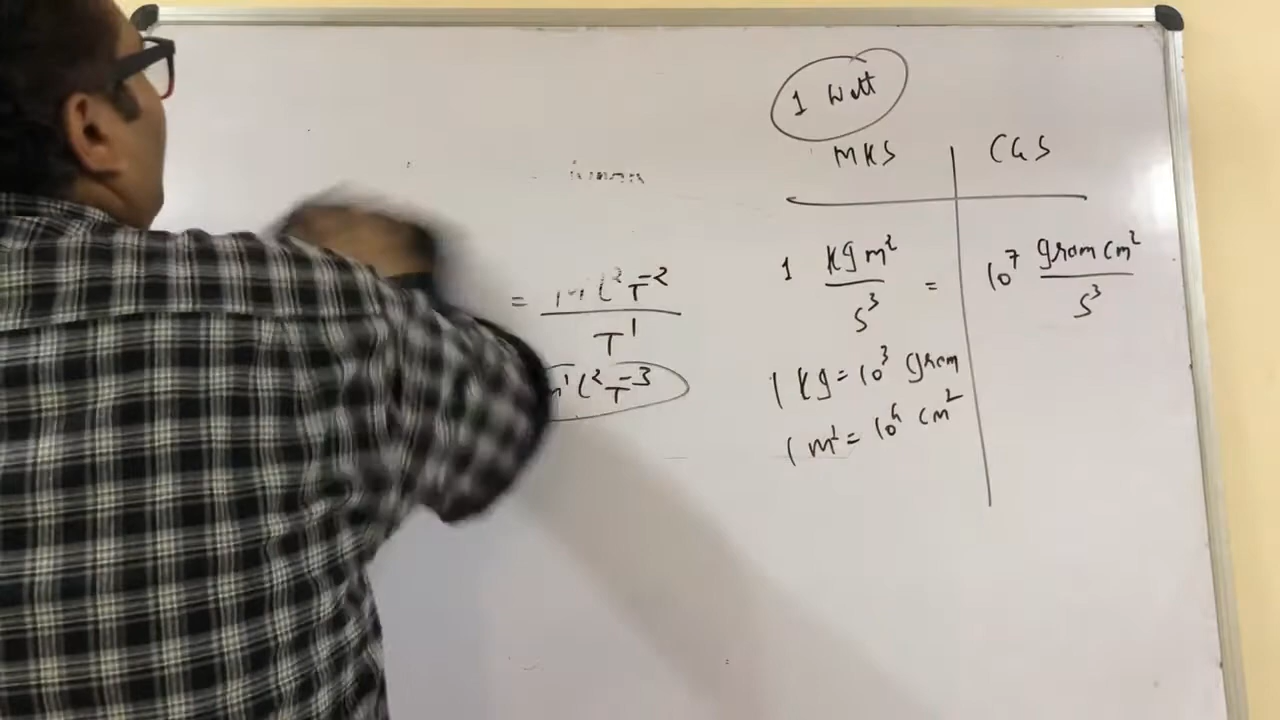 1 Watt
MKS CGS
= M L² T⁻² / T¹
L² T⁻³
1 Kg m² / s³ = 10⁷ gram cm² / s³
1 Kg = 10³ gram
1 m² = 10⁴ cm²